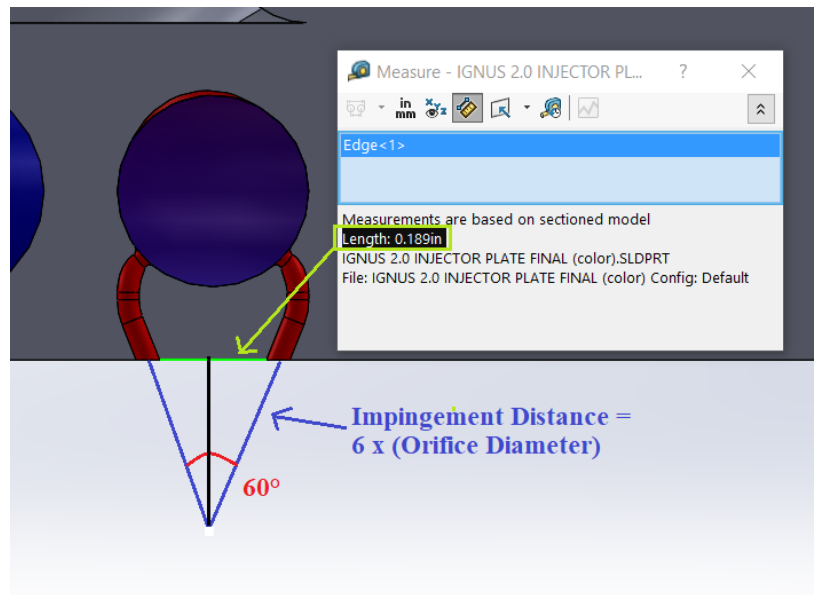 Measure - IGNUS 2.0 INJECTOR PL... ?
in
mm
xyz
Edge<1>
Measurements are based on sectioned model
Length: 0.189in
IGNUS 2.0 INJECTOR PLATE FINAL (color).SLDPRT
File: IGNUS 2.0 INJECTOR PLATE FINAL (color) Config: Default
Impingement Distance =
6 x (Orifice Diameter)
60°